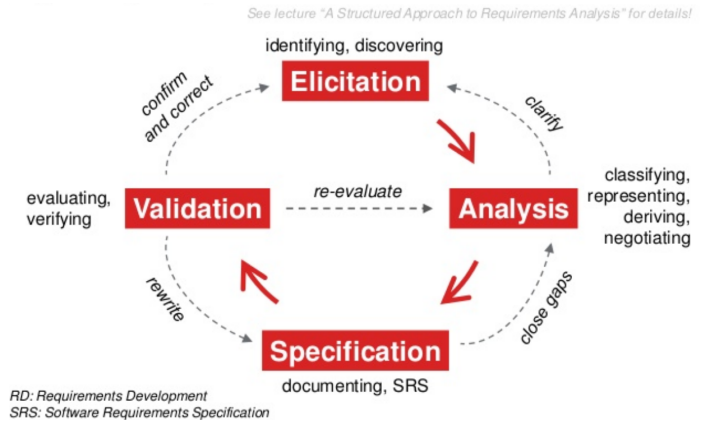 See lecture "A Structured Approach to Requirements Analysis" for details!
identifying, discovering
Elicitation
confirm
and correct
clarify
evaluating,
verifying
Validation
re-evaluate
Analysis
classifying,
representing,
deriving,
negotiating
rewrite
close gaps
Specification
documenting, SRS
RD: Requirements Development
SRS: Software Requirements Specification